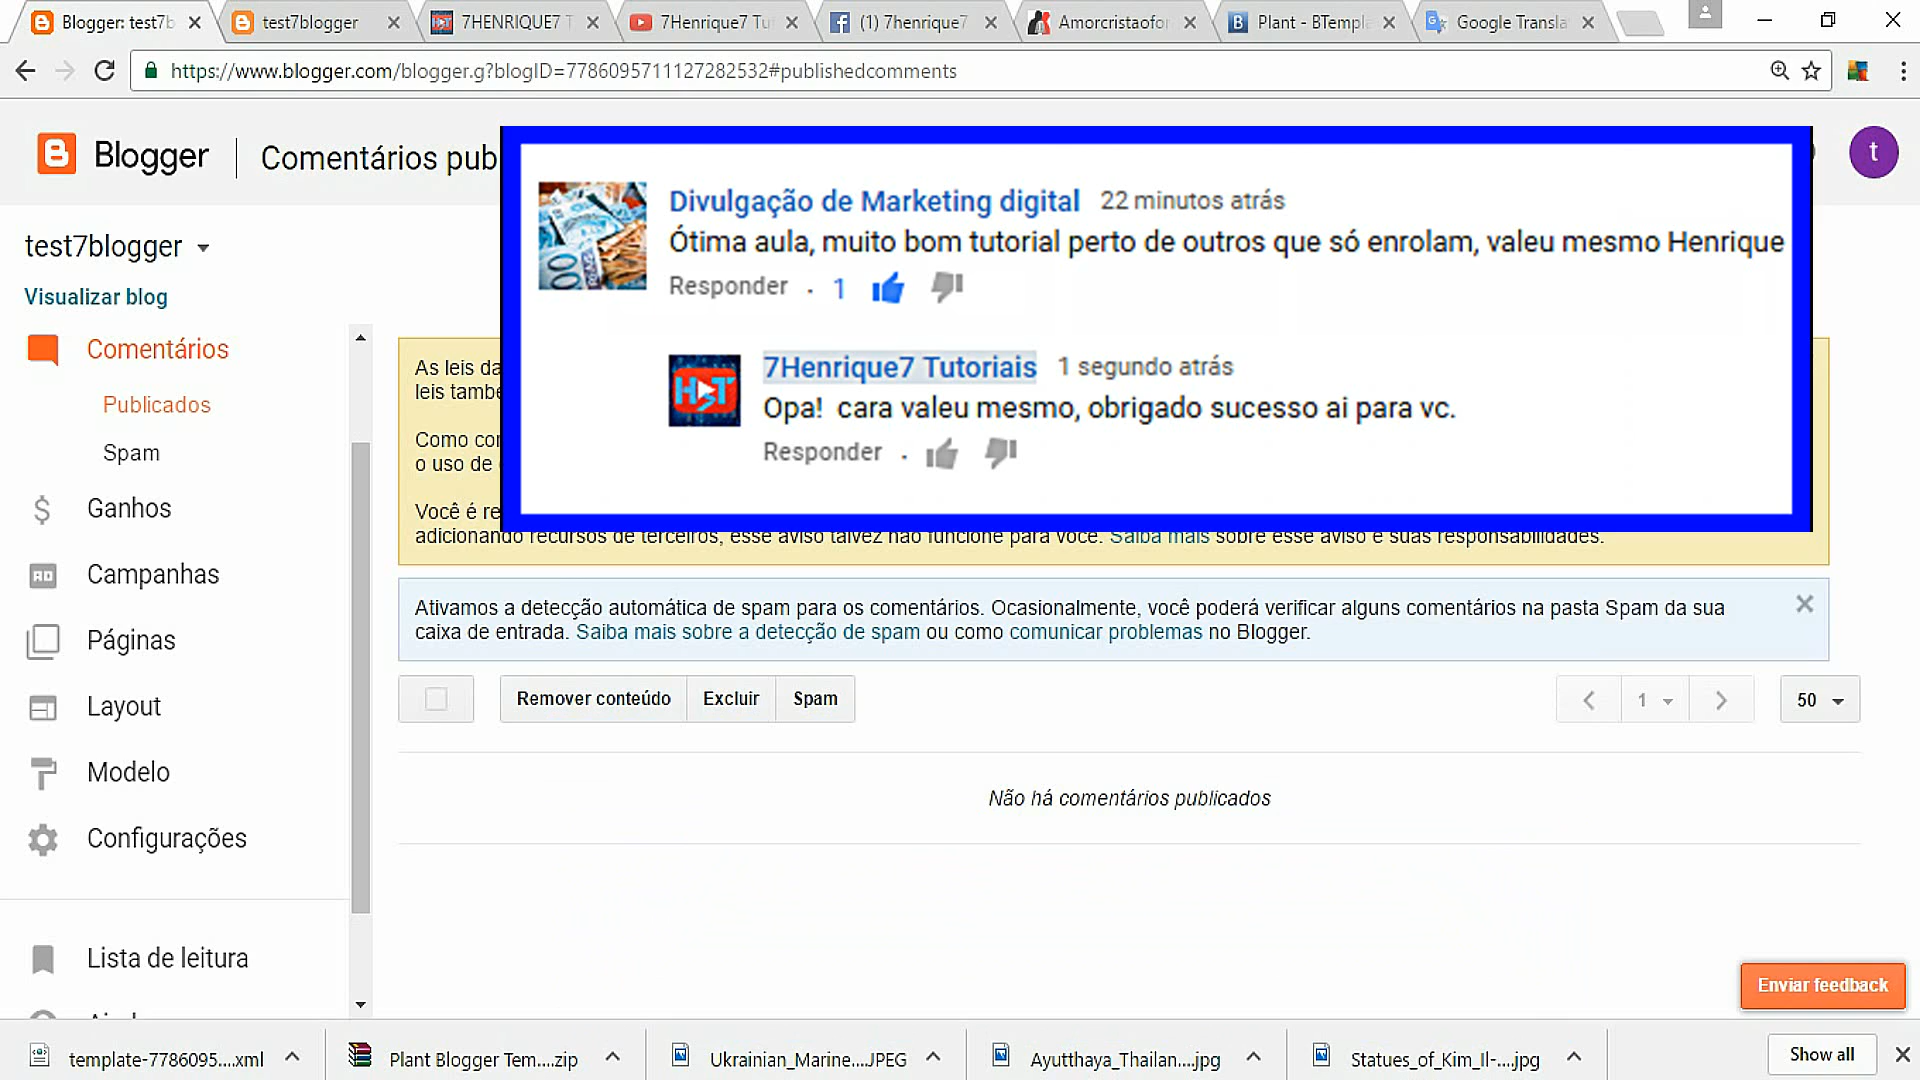 Blogger: test7b
test7blogger
7HENRIQUE7 T
7Henrique7 Tu
(1) 7henrique7
Amorcristaofor
Plant - BTempl
Google Transla
https://www.blogger.com/blogger.g?blogID=7786095711127282532#publishedcomments
Blogger
Comentários pub
t
test7blogger
Visualizar blog
Comentários
Publicados
Spam
Ganhos
Campanhas
Páginas
Layout
Modelo
Configurações
Lista de leitura
Divulgação de Marketing digital 22 minutos atrás
Ótima aula, muito bom tutorial perto de outros que só enrolam, valeu mesmo Henrique
Responder . 1
7Henrique7 Tutoriais 1 segundo atrás
Opa! cara valeu mesmo, obrigado sucesso ai para vc.
Responder .
As leis da
leis també
Como co
o uso de
Você é re
adicionando recursos de terceiros, esse aviso talvez não funcione para você. Saiba mais sobre esse aviso e suas responsabilidades.
Ativamos a detecção automática de spam para os comentários. Ocasionalmente, você poderá verificar alguns comentários na pasta Spam da sua
caixa de entrada. Saiba mais sobre a detecção de spam ou como comunicar problemas no Blogger.
Remover conteúdo Excluir Spam
1
50
Não há comentários publicados
Enviar feedback
template-7786095....xml
Plant Blogger Tem....zip
Ukrainian_Marine....JPEG
Ayutthaya_Thailan....jpg
Statues_of_Kim_Il-....jpg
Show all